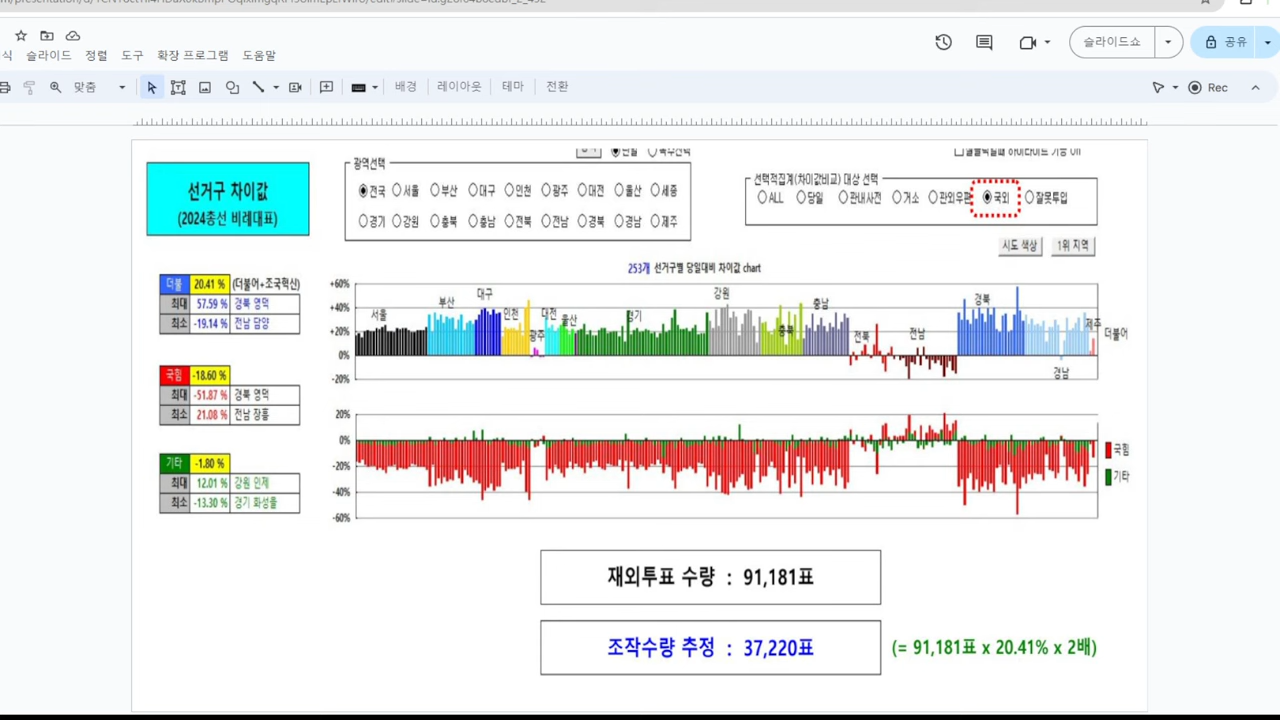 식 슬라이드 정렬 도구 확장 프로그램 도움말
슬라이드쇼
공유
맞춤
배경 레이아웃 테마 전환
Rec
선거구 차이값
(2024총선 비례대표)
광역선택
전국 서울 부산 대구 인천 광주 대전 울산 세종
경기 강원 충북 충남 전북 전남 경북 경남 제주
선택적집계(차이값비교) 대상 선택
ALL 당일 관내사전 거소 관외우편 국외 잘못투입
시도 색상 1위 지역
253개 선거구별 당일대비 차이값 chart
더불 20.41 % (더불어+조국혁신)
최대 57.59 % 경북 영덕
최소 -19.14 % 전남 담양
국힘 -18.60 %
최대 -51.87 % 경북 영덕
최소 21.08 % 전남 장흥
기타 -1.80 %
최대 12.01 % 강원 인제
최소 -13.30 % 경기 화성을
+60%
+40%
+20%
0%
-20%
서울 부산 대구 인천 광주 대전 울산 경기 강원 충북 충남 전북 전남 경북 경남 제주
더불어
20%
0%
-20%
-40%
-60%
국힘
기타
재외투표 수량 : 91,181표
조작수량 추정 : 37,220표
(= 91,181표 x 20.41% x 2배)